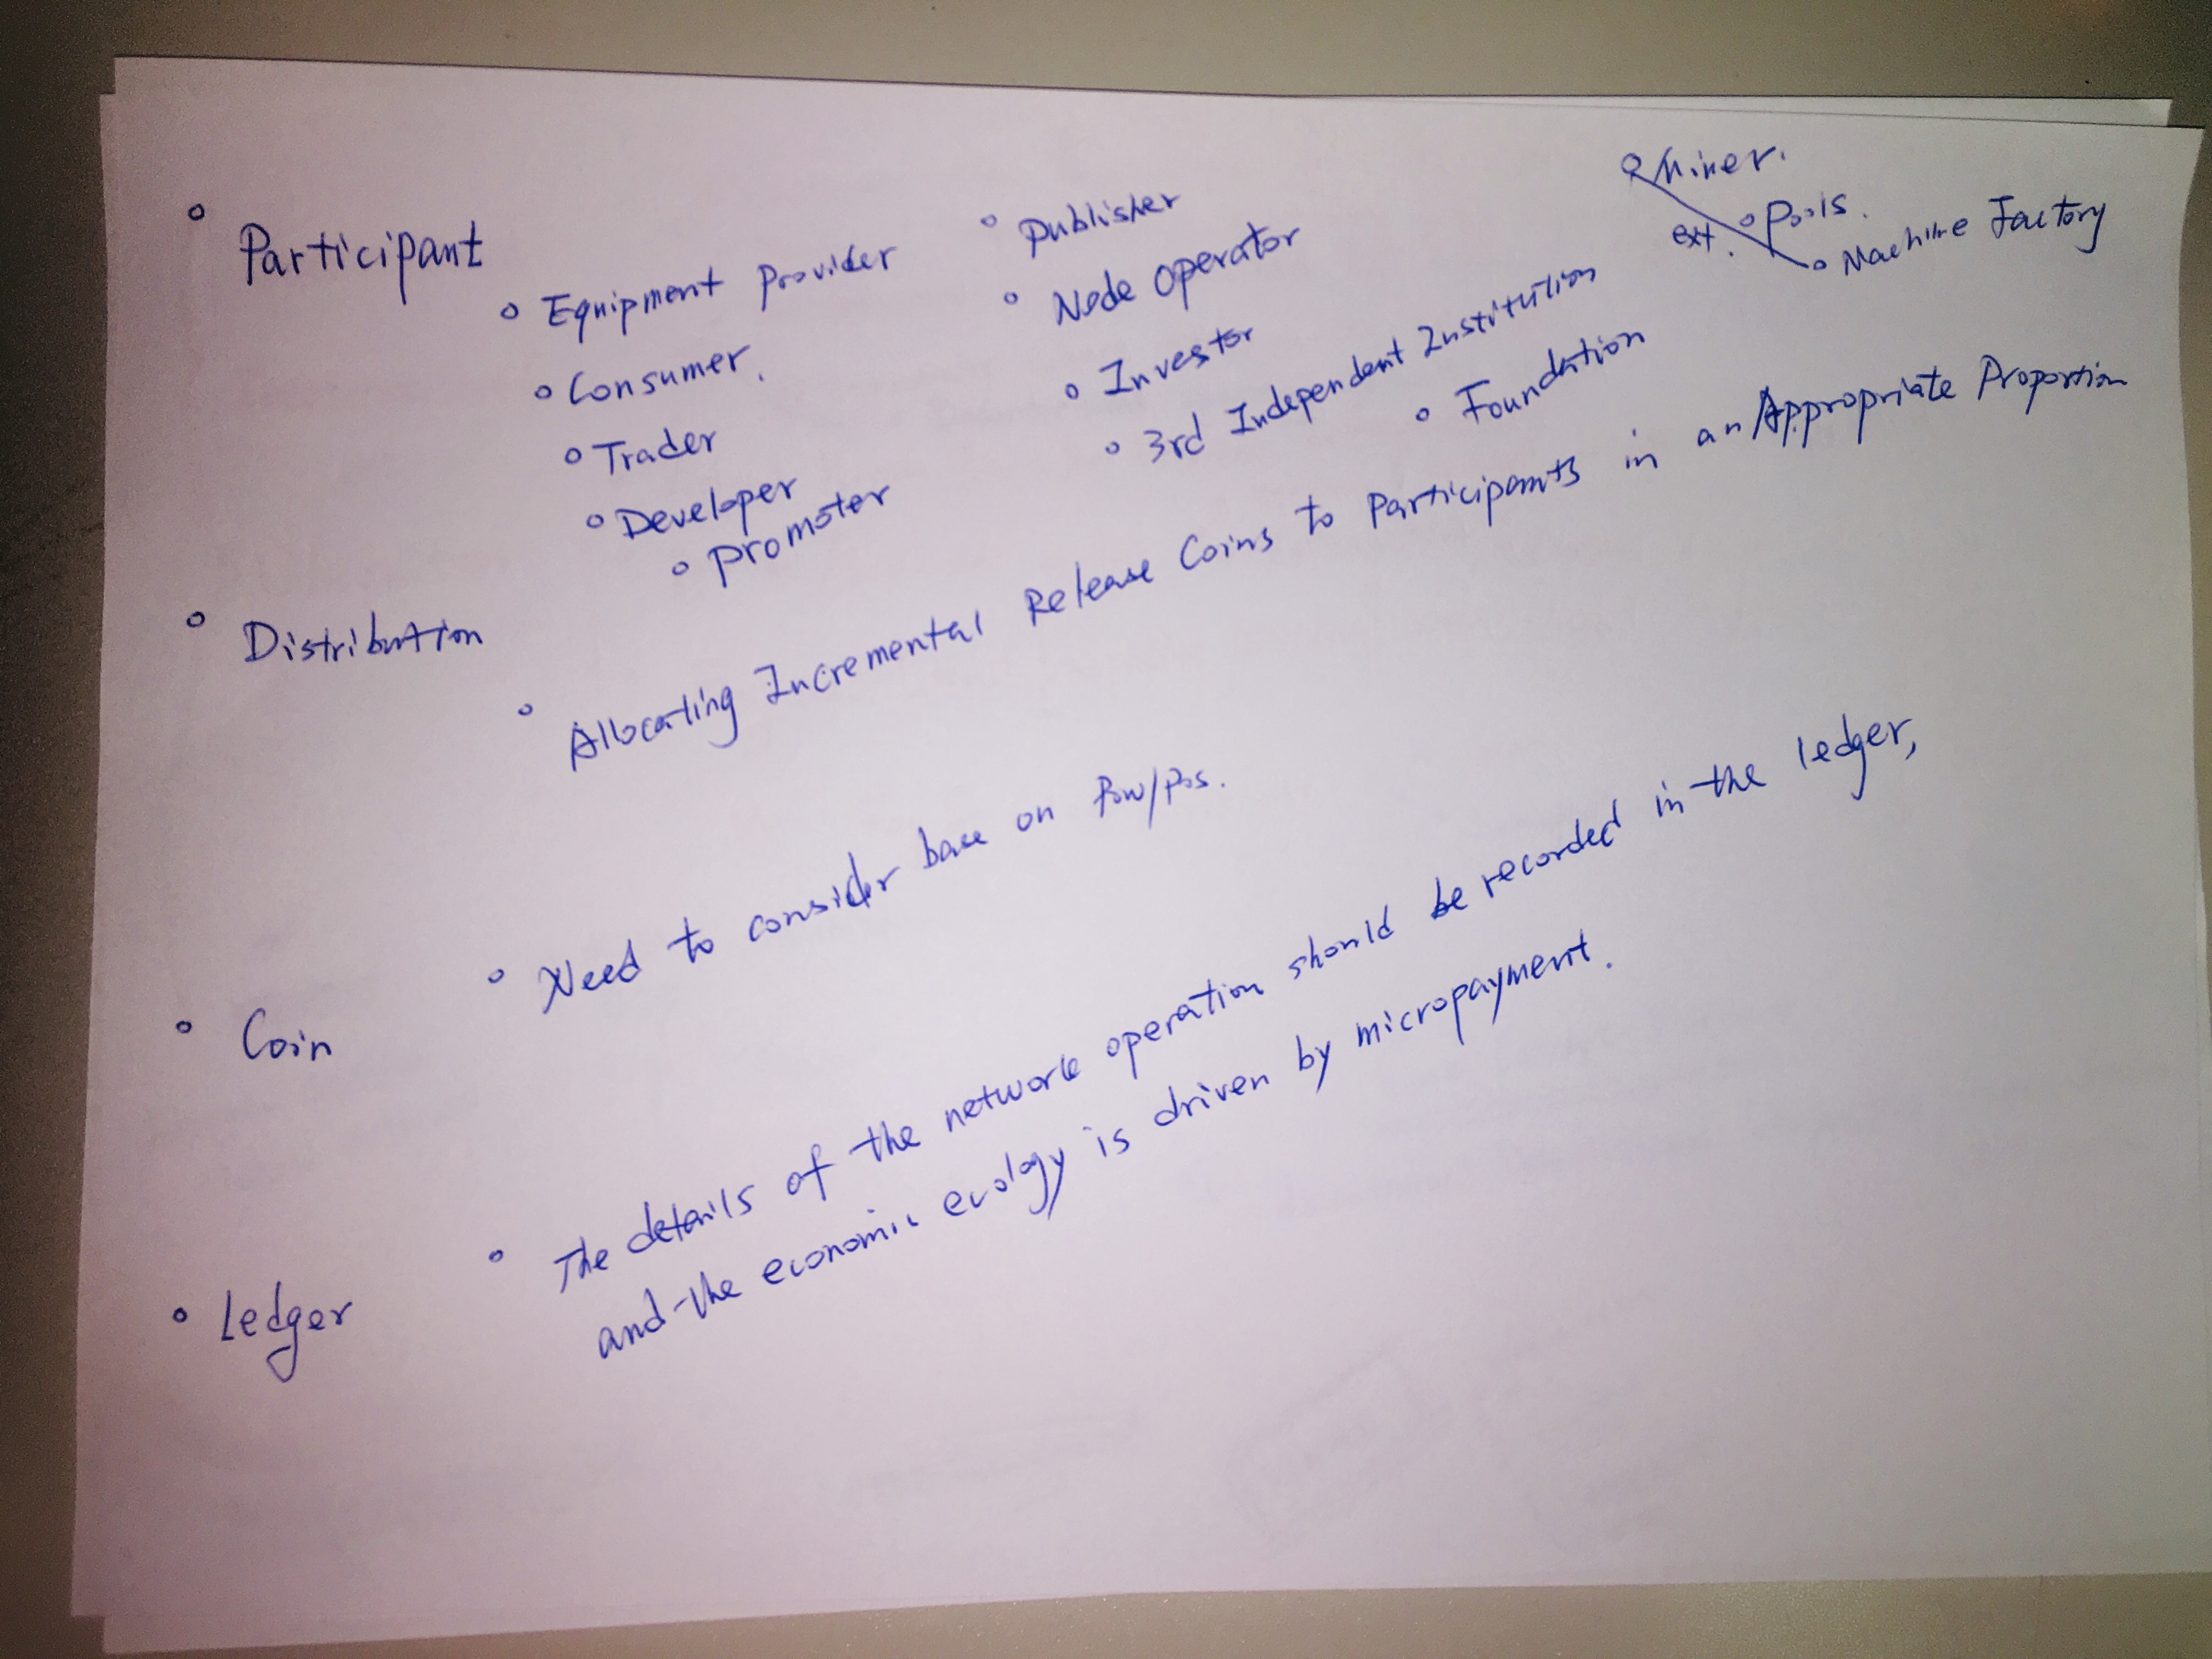 Participant
Equipment Provider
Consumer.
Trader
Developer
Promoter
Publisher
Node Operator
Investor
3rd Independent Institution
Foundation
Miner.
ext. Pools.
Machine Factory
Distribution
Allocating Incremental Release Coins to Participants in an Appropriate Proportion
Coin
Need to consider base on Pow/Pos.
Ledger
The details of the network operation should be recorded in the ledger,
and the economic ecology is driven by micropayment.